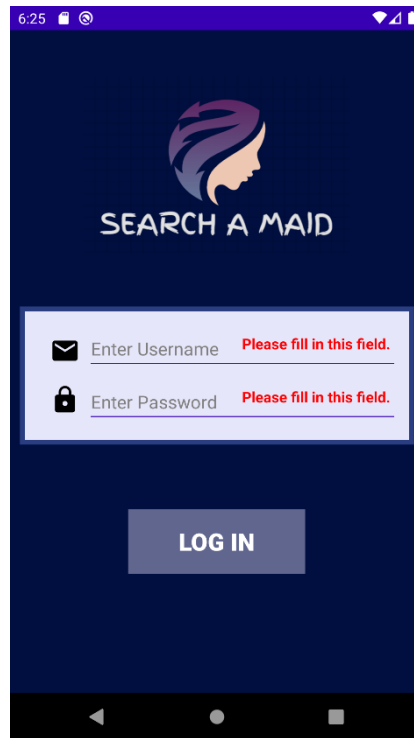 6:25
SEARCH A MAID
Enter Username Please fill in this field.
Enter Password Please fill in this field.
LOG IN